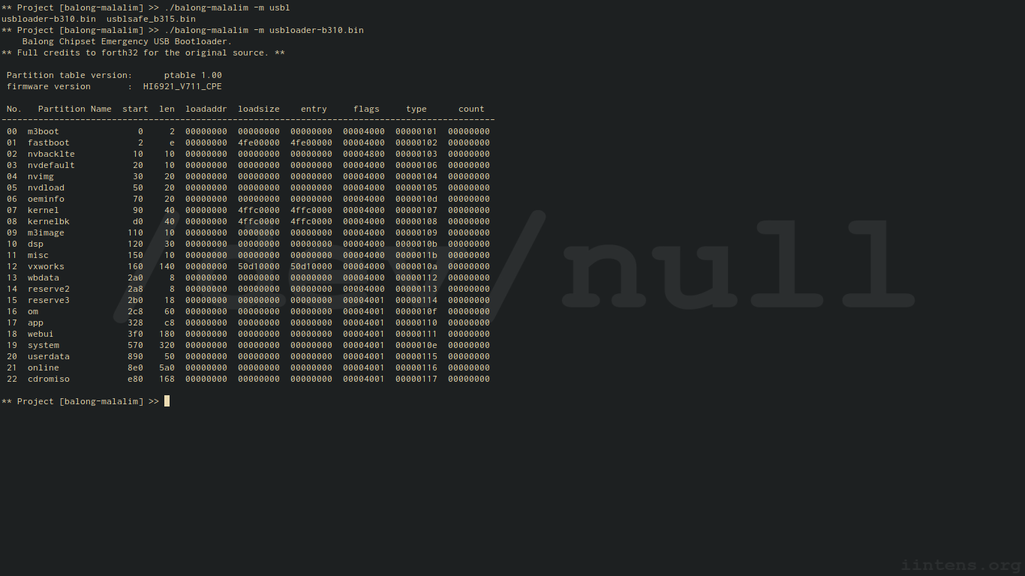 ** Project [balong-malalim] >> ./balong-malalim -m usbl
usbloader-b310.bin  usblsafe_b315.bin
** Project [balong-malalim] >> ./balong-malalim -m usbloader-b310.bin
    Balong Chipset Emergency USB Bootloader.
** Full credits to forth32 for the original source. **
Partition table version:      ptable 1.00
firmware version       :  HI6921_V711_CPE
No.   Partition Name  start  len  loadaddr  loadsize    entry     flags     type      count
-----------------------------------------------------------------------------------------------
00  m3boot               0    2  00000000  00000000  00000000  00004000  00000101  00000000
01  fastboot             2    e  00000000  4fe00000  4fe00000  00004000  00000102  00000000
02  nvbacklte           10   10  00000000  00000000  00000000  00004800  00000103  00000000
03  nvdefault           20   10  00000000  00000000  00000000  00004000  00000106  00000000
04  nvimg               30   20  00000000  00000000  00000000  00004000  00000104  00000000
05  nvdload             50   20  00000000  00000000  00000000  00004000  00000105  00000000
06  oeminfo             70   20  00000000  00000000  00000000  00004000  0000010d  00000000
07  kernel              90   40  00000000  4ffc0000  4ffc0000  00004000  00000107  00000000
08  kernelbk            d0   40  00000000  4ffc0000  4ffc0000  00004000  00000108  00000000
09  m3image            110   10  00000000  00000000  00000000  00004000  00000109  00000000
10  dsp                120   30  00000000  00000000  00000000  00004000  0000010b  00000000
11  misc               150   10  00000000  00000000  00000000  00004000  0000011b  00000000
12  vxworks            160  140  00000000  50d10000  50d10000  00004000  0000010a  00000000
13  wbdata             2a0    8  00000000  00000000  00000000  00004000  00000112  00000000
14  reserve2           2a8    8  00000000  00000000  00000000  00004000  00000113  00000000
15  reserve3           2b0   18  00000000  00000000  00000000  00004001  00000114  00000000
16  om                 2c8   60  00000000  00000000  00000000  00004001  0000010f  00000000
17  app                328   c8  00000000  00000000  00000000  00004001  00000110  00000000
18  webui              3f0  180  00000000  00000000  00000000  00004001  00000111  00000000
19  system             570  320  00000000  00000000  00000000  00004001  0000010e  00000000
20  userdata           890   50  00000000  00000000  00000000  00004001  00000115  00000000
21  online             8e0  5a0  00000000  00000000  00000000  00004001  00000116  00000000
22  cdromiso           e80  168  00000000  00000000  00000000  00004001  00000117  00000000
** Project [balong-malalim] >>
/dev/null
iintens.org